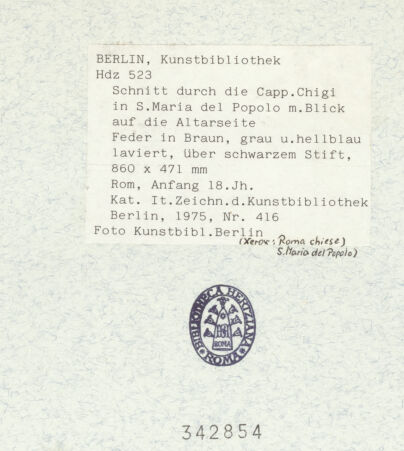 BERLIN, Kunstbibliothek
Hdz 523
Schnitt durch die Capp.Chigi
in S.Maria del Popolo m.Blick
auf die Altarseite
Feder in Braun, grau u.hellblau
laviert, über schwarzem Stift,
860 x 471 mm
Rom, Anfang 18.Jh.
Kat. It.Zeichn.d.Kunstbibliothek
Berlin, 1975, Nr. 416
Foto Kunstbibl.Berlin
(Xerox: Roma chiese)
S.Maria del Popolo)
BIBLIOTHECA HERTZIANA
ROMA
ROMA
342854